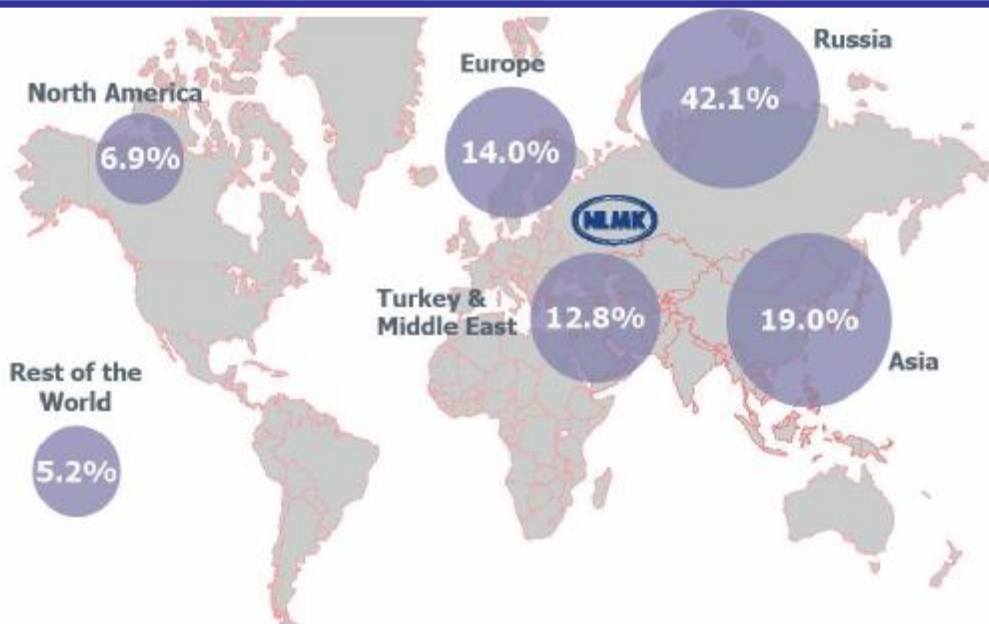 North America
6.9%
Europe
14.0%
Russia
42.1%
NLMK
Turkey &
Middle East
12.8%
19.0%
Asia
Rest of the
World
5.2%